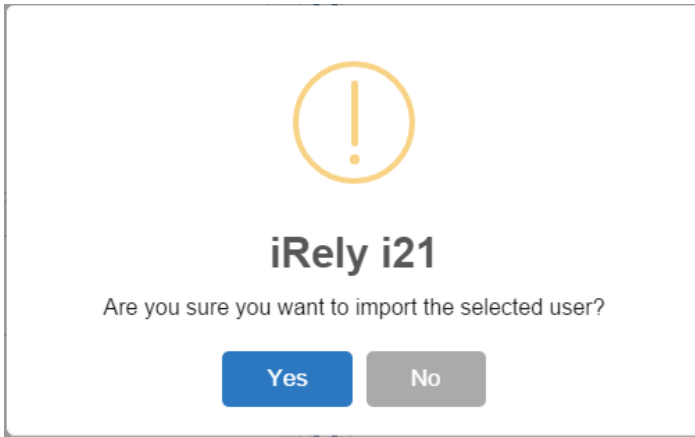 iRely i21
Are you sure you want to import the selected user?
Yes No